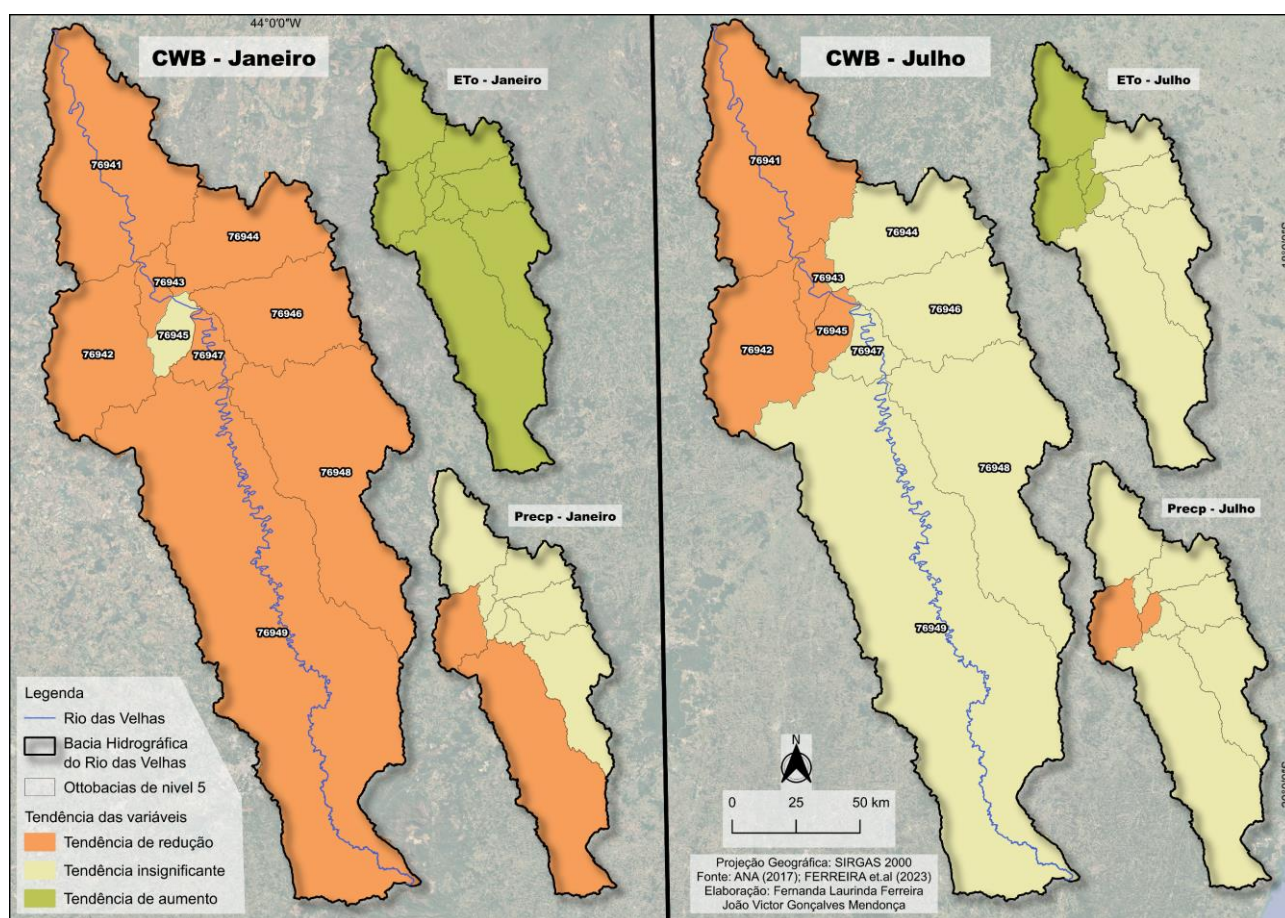 44°0'0"W
CWB - Janeiro
ETo - Janeiro
76941
76944
76943
76946
76945
76942
76947
76948
Precp - Janeiro
76949
Legenda
Rio das Velhas
Bacia Hidrográfica
do Rio das Velhas
Ottobacias de nivel 5
Tendência das variáveis
Tendência de redução
Tendência insignificante
Tendência de aumento
CWB - Julho
ETo - Julho
76941
76944
76943
76946
76945
76942
76947
76948
Precp - Julho
76949
N
0 25 50 km
Projeção Geográfica: SIRGAS 2000
Fonte: ANA (2017); FERREIRA et.al (2023)
Elaboração: Fernanda Laurinda Ferreira
João Victor Gonçalves Mendonça